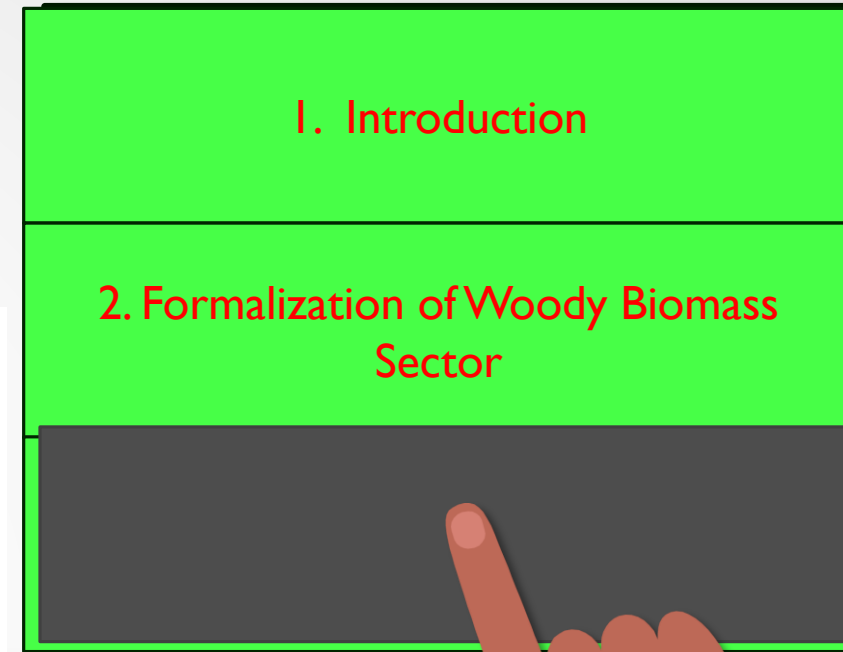 1. Introduction
2. Formalization of Woody Biomass
Sector